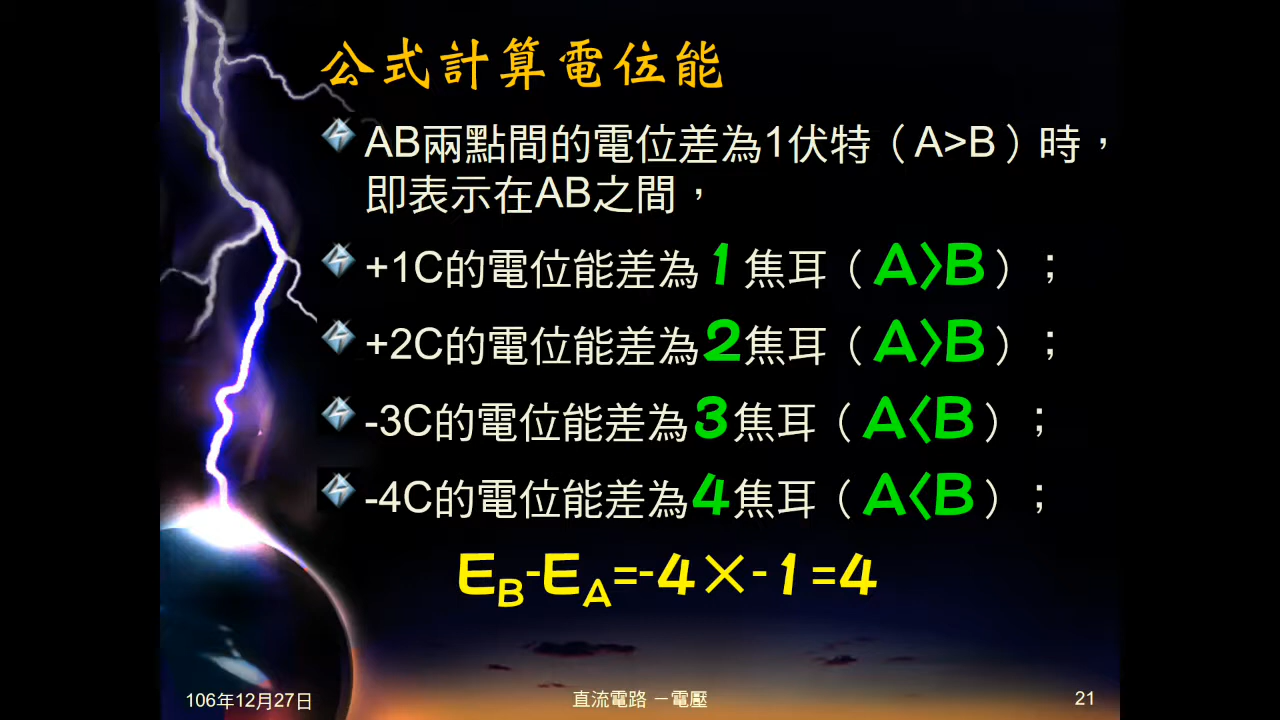 公式計算電位能
AB兩點間的電位差為1伏特（A>B）時，
即表示在AB之間，
+1C的電位能差為1焦耳（A>B）；
+2C的電位能差為2焦耳（A>B）；
-3C的電位能差為3焦耳（A<B）；
-4C的電位能差為4焦耳（A<B）；
EB-EA=-4×-1=4
106年12月27日
直流電路 －電壓
21